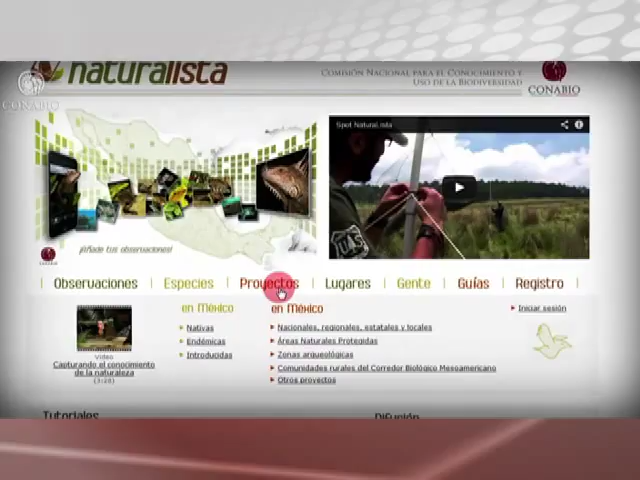 naturalista
COMISIÓN NACIONAL PARA EL CONOCIMIENTO Y
USO DE LA BIODIVERSIDAD
CONABIO
CONABIO
Spot NaturaLista
¡Añade tus observaciones!
Observaciones | Especies | Proyectos | Lugares | Gente | Guías | Registro
Video
Capturando el conocimiento
de la naturaleza
(3:20)
en México
Nativas
Endémicas
Introducidas
en México
Nacionales, regionales, estatales y locales
Áreas Naturales Protegidas
Zonas arqueológicas
Comunidades rurales del Corredor Biológico Mesoamericano
Otros proyectos
Iniciar sesión
Tutoriales
Difusión